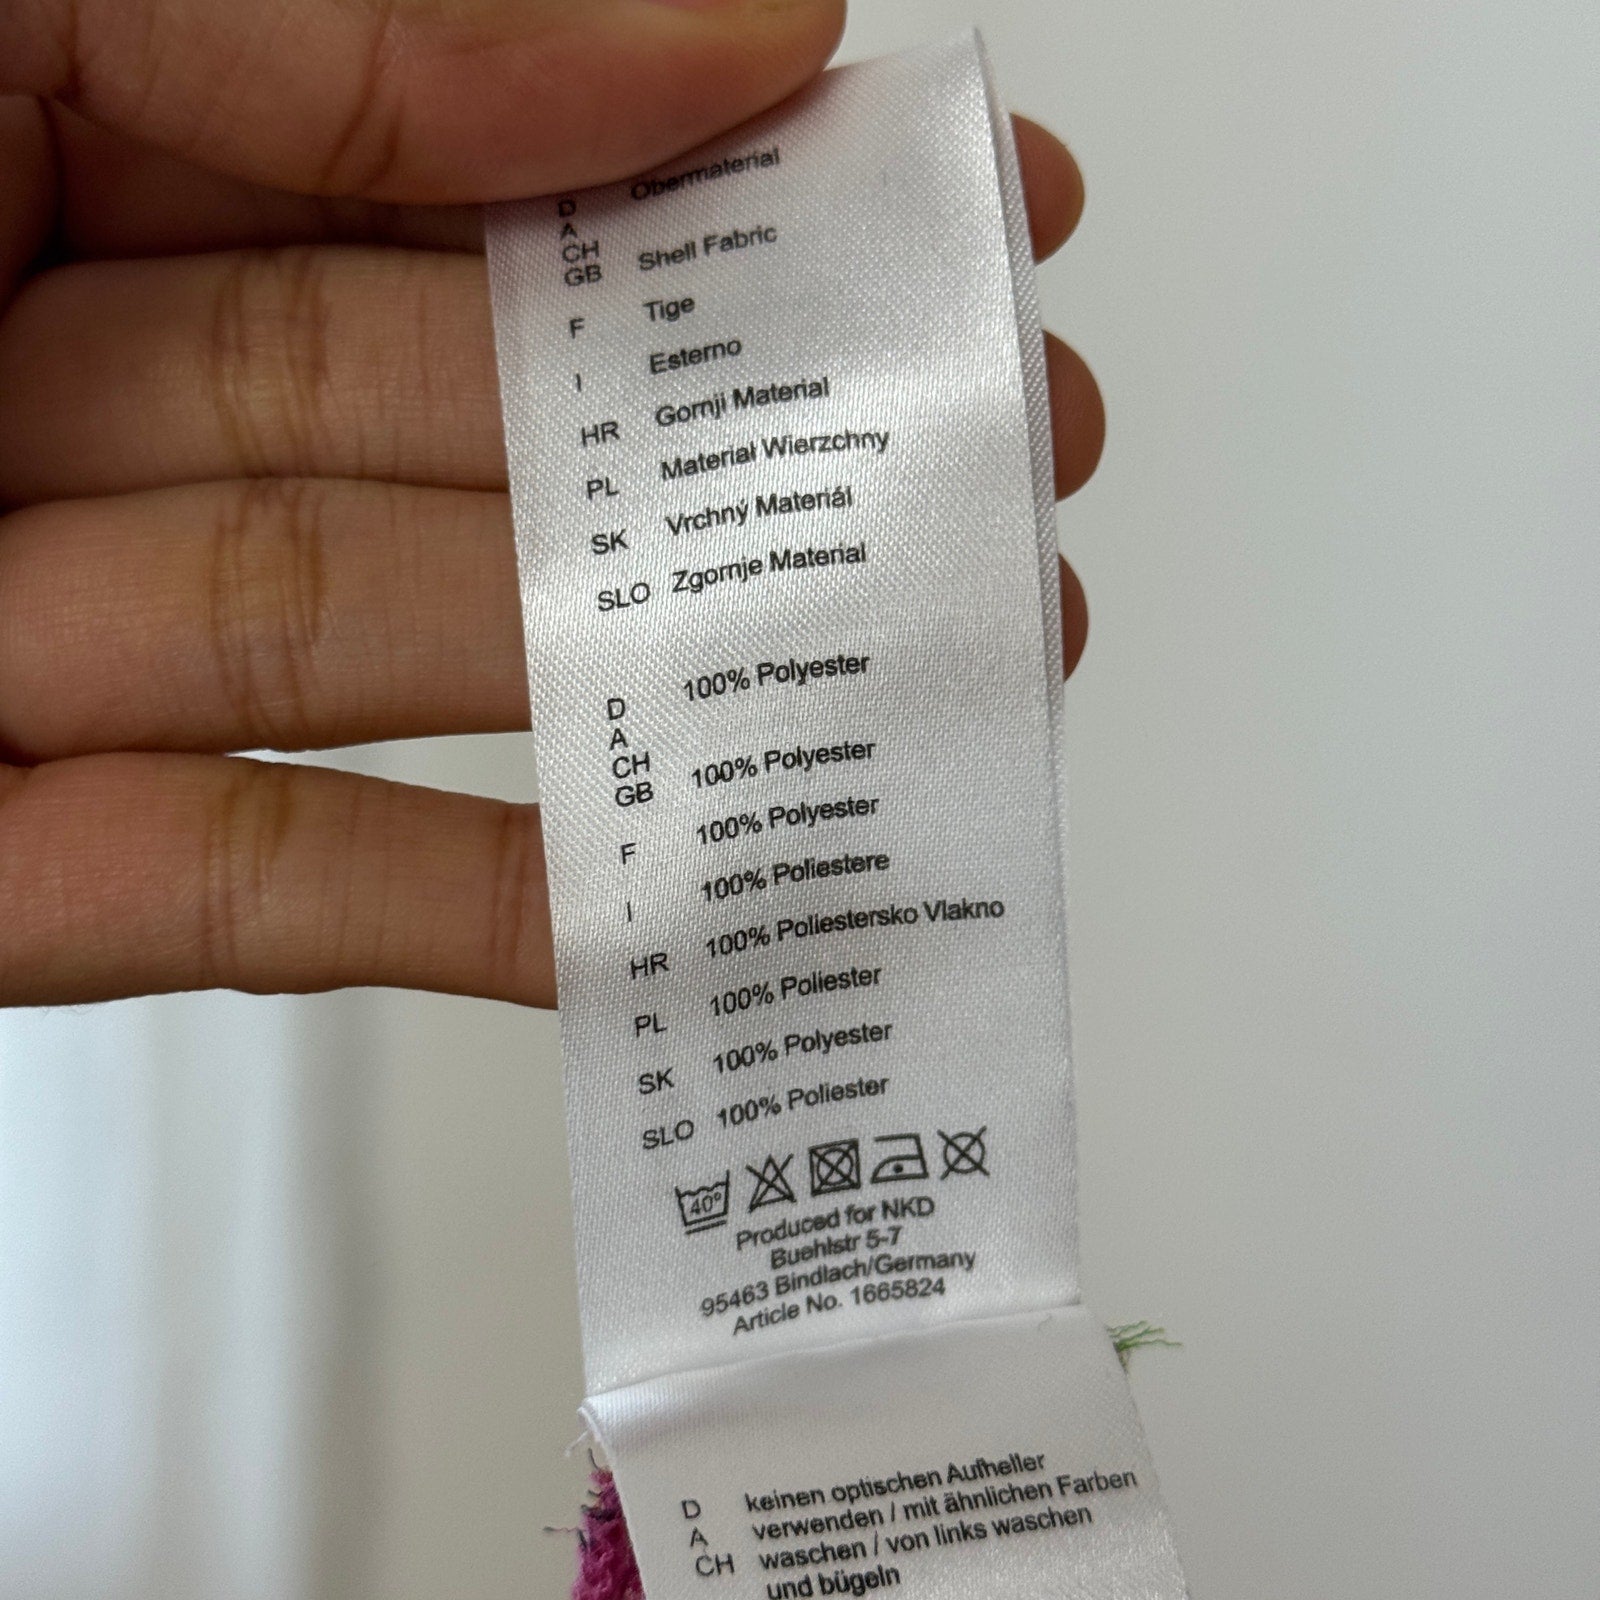 D Obermaterial
A
CH
GB Shell Fabric
F Tige
I Esterno
HR Gornji Material
PL Materiał Wierzchny
SK Vrchný Materiál
SLO Zgornje Material
D 100% Polyester
A
CH
GB 100% Polyester
F 100% Polyester
I 100% Poliestere
HR 100% Poliestersko Vlakno
PL 100% Poliester
SK 100% Polyester
SLO 100% Poliester
40°
Produced for NKD
Buehlstr 5-7
95463 Bindlach/Germany
Article No. 1665824
D keinen optischen Aufheller
A verwenden / mit ähnlichen Farben
CH waschen / von links waschen
und bügeln